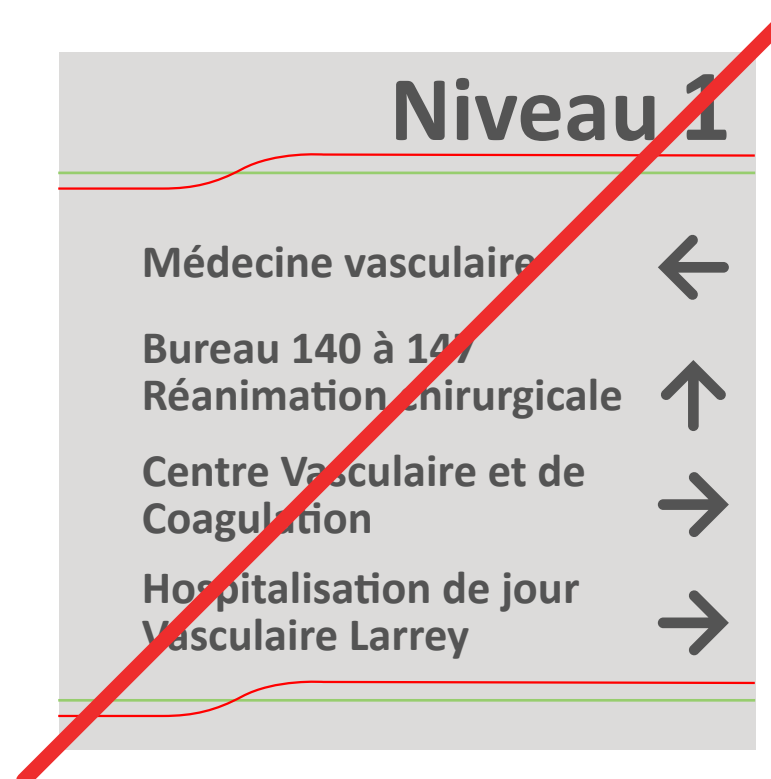 Niveau 1
Médecine vasculaire
Bureau 140 à 147
Réanimation chirurgicale
Centre Vasculaire et de
Coagulation
Hospitalisation de jour
Vasculaire Larrey